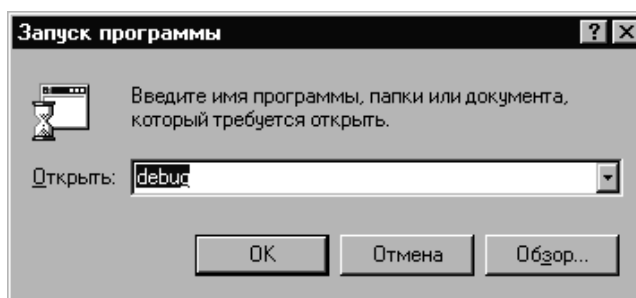 Запуск программы
Введите имя программы, папки или документа,
который требуется открыть.
Открыть: debug
OK Отмена Обзор...